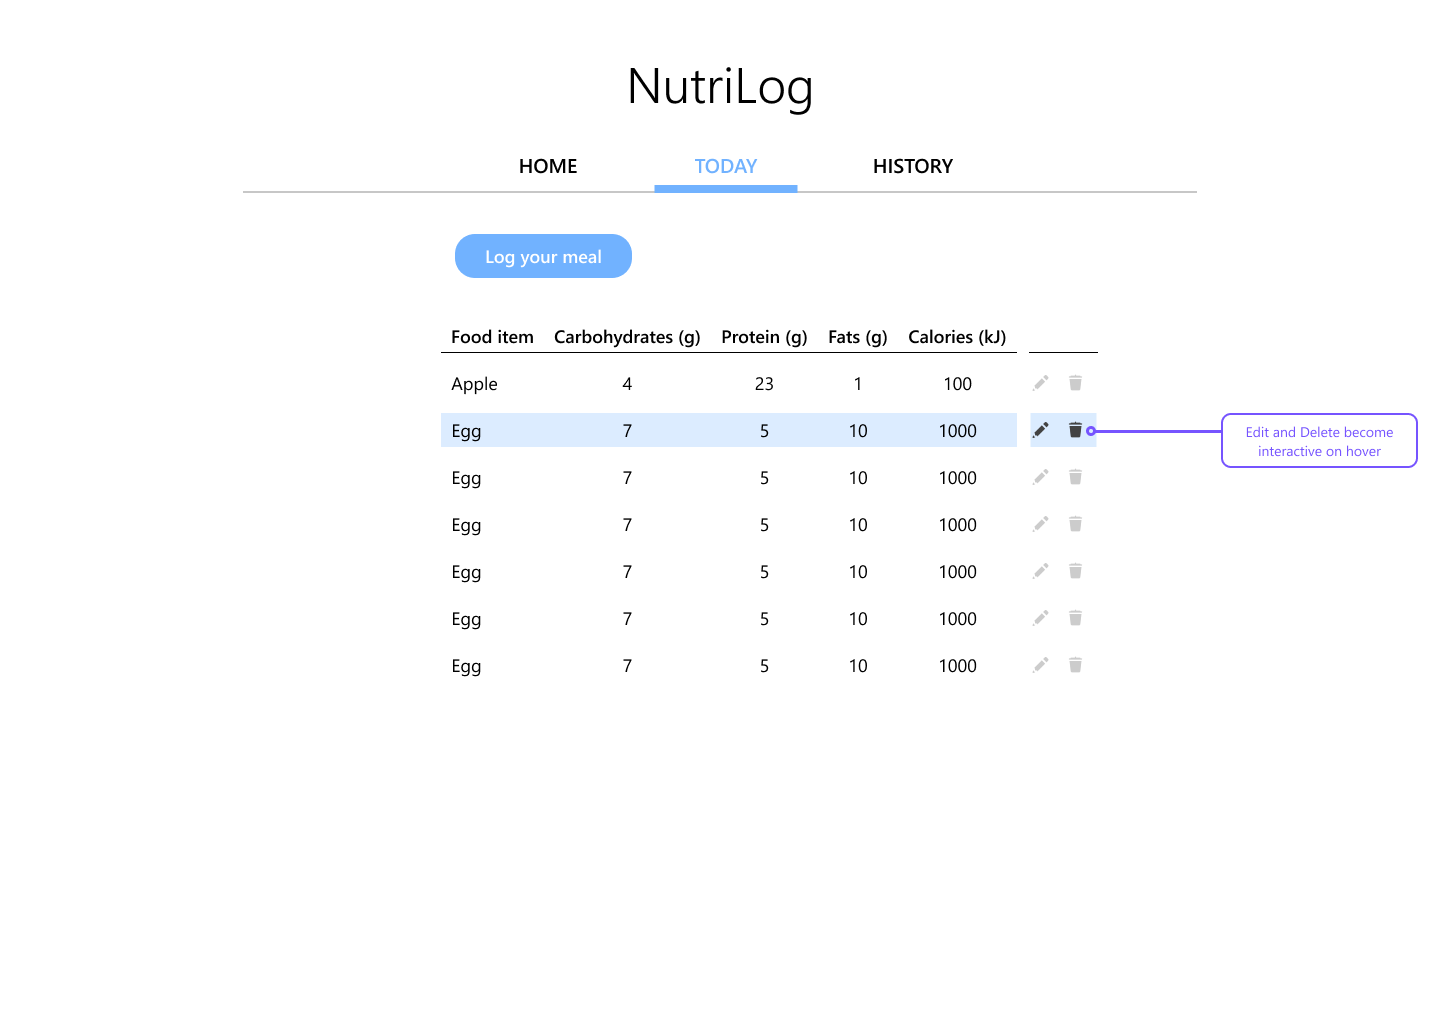 NutriLog
HOME TODAY HISTORY
Log your meal
Food item Carbohydrates (g) Protein (g) Fats (g) Calories (kJ)
Apple 4 23 1 100
Egg 7 5 10 1000
Edit and Delete become
interactive on hover
Egg 7 5 10 1000
Egg 7 5 10 1000
Egg 7 5 10 1000
Egg 7 5 10 1000
Egg 7 5 10 1000